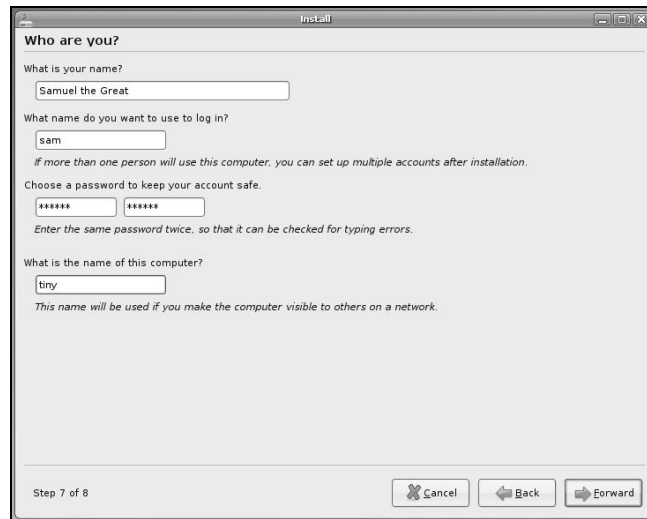 Install
Who are you?
What is your name?
Samuel the Great
What name do you want to use to log in?
sam
If more than one person will use this computer, you can set up multiple accounts after installation.
Choose a password to keep your account safe.
****** ******
Enter the same password twice, so that it can be checked for typing errors.
What is the name of this computer?
tiny
This name will be used if you make the computer visible to others on a network.
Step 7 of 8 Cancel Back Forward